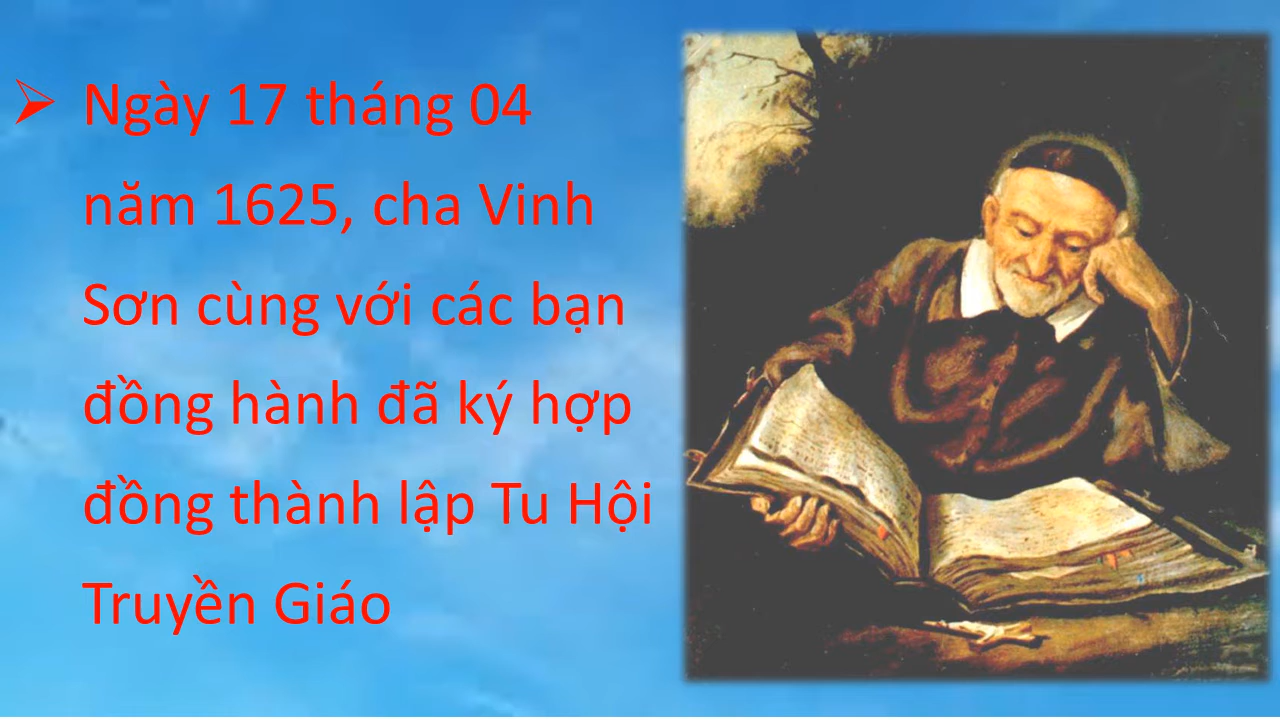 Ngày 17 tháng 04
năm 1625, cha Vinh
Sơn cùng với các bạn
đồng hành đã ký hợp
đồng thành lập Tu Hội
Truyền Giáo